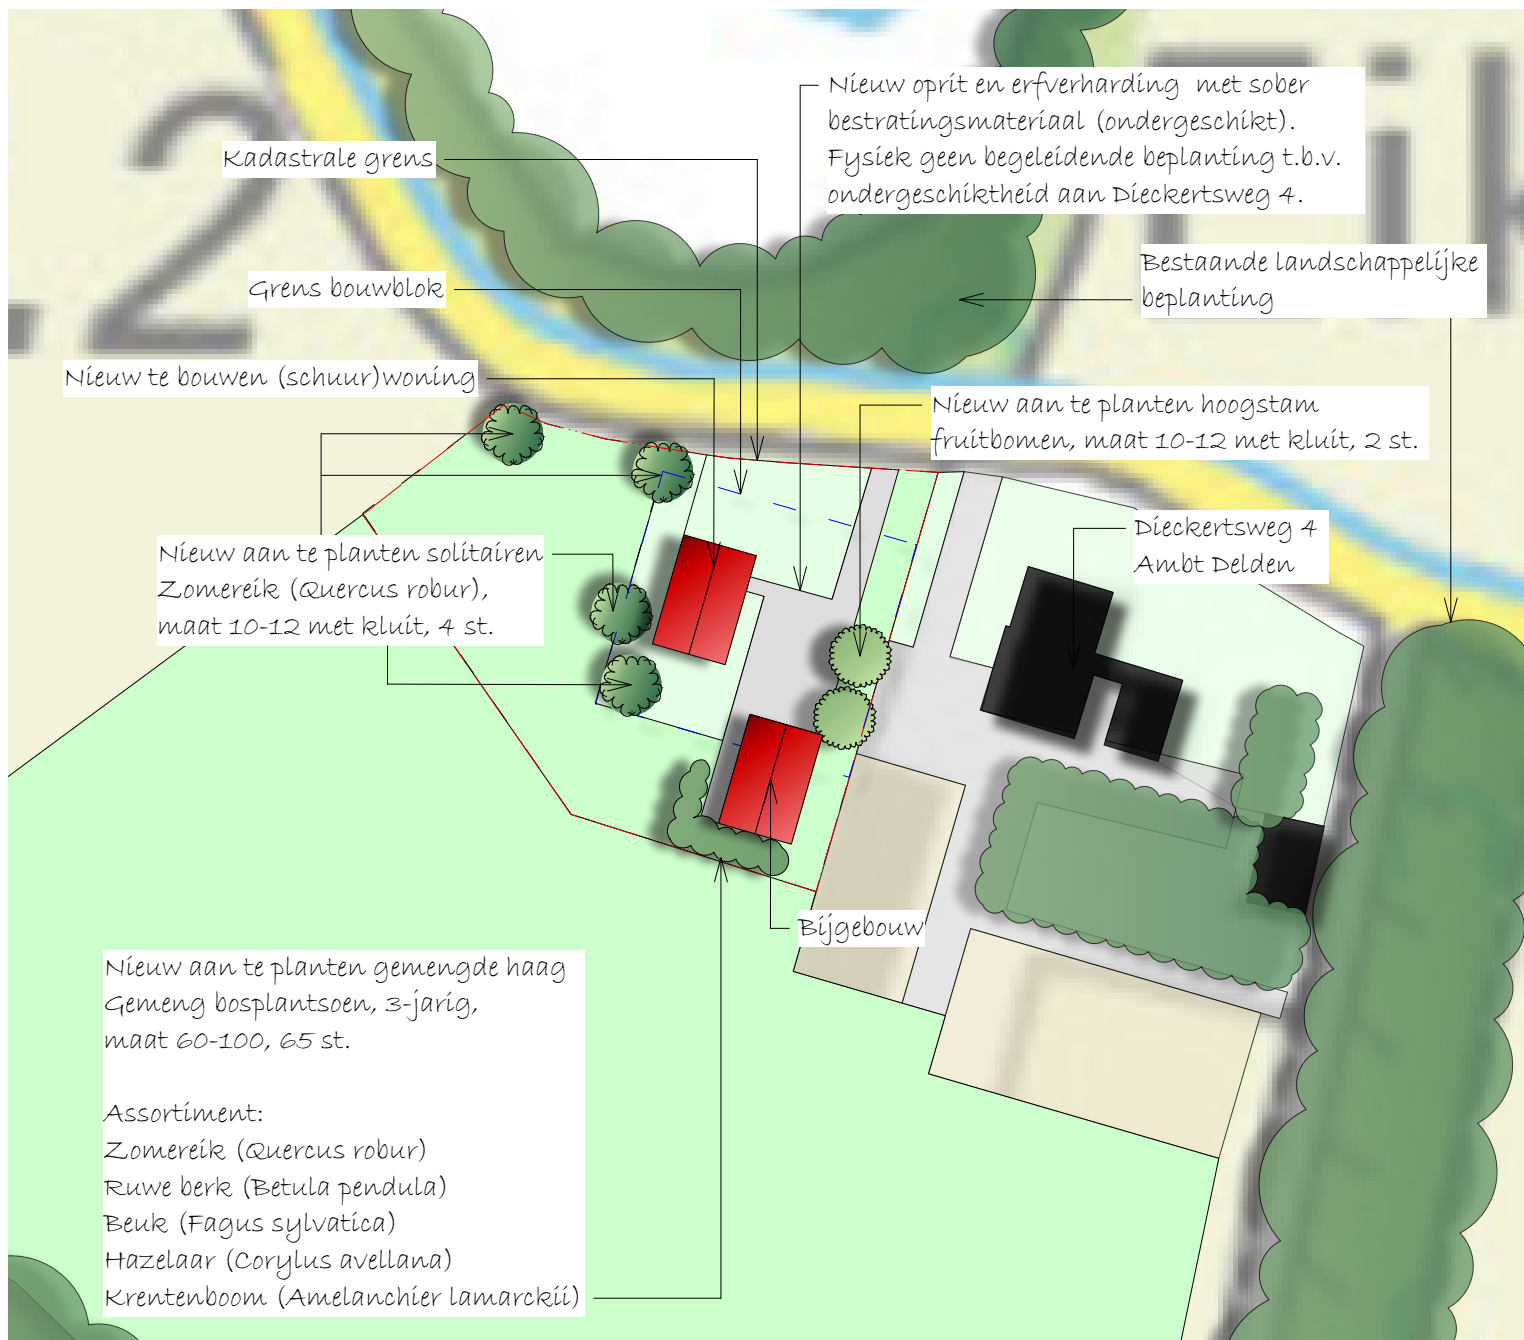 Nieuw oprit en erfverharding met sober
bestratingsmateriaal (ondergeschikt).
Fysiek geen begeleidende beplanting t.b.v.
ondergeschiktheid aan Dieckertsweg 4.
Kadastrale grens
Bestaande landschappelijke
beplanting
Grens bouwblok
Nieuw te bouwen (schuur)woning
Nieuw aan te planten hoogstam
fruitbomen, maat 10-12 met kluit, 2 st.
Dieckertsweg 4
Ambt Delden
Nieuw aan te planten solitairen
Zomereik (Quercus robur),
maat 10-12 met kluit, 4 st.
Bijgebouw
Nieuw aan te planten gemengde haag
Gemeng bosplantsoen, 3-jarig,
maat 60-100, 65 st.
Assortiment:
Zomereik (Quercus robur)
Ruwe berk (Betula pendula)
Beuk (Fagus sylvatica)
Hazelaar (Corylus avellana)
Krentenboom (Amelanchier lamarckii)